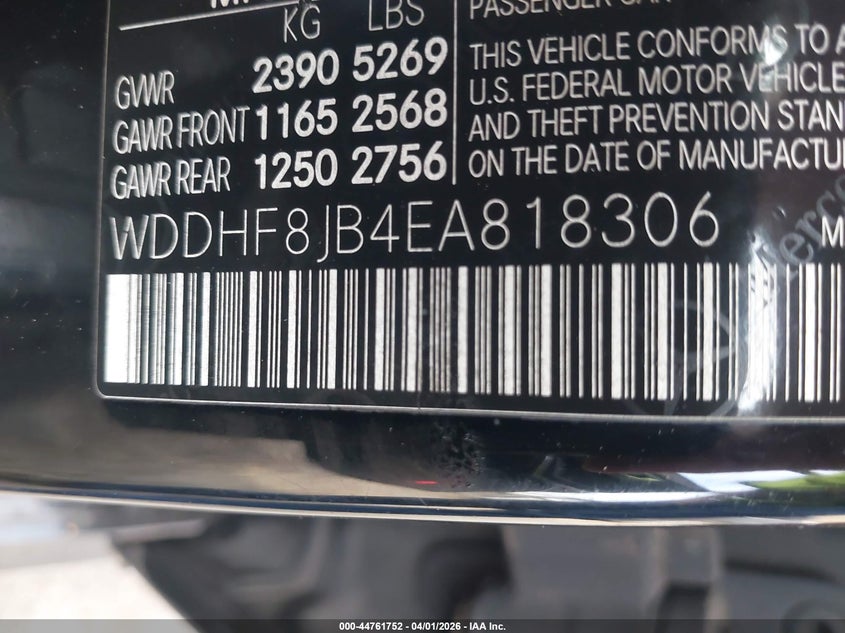 KG LBS
GVWR 2390 5269
GAWR FRONT 1165 2568
GAWR REAR 1250 2756
PASSENGER CAR
THIS VEHICLE CONFORMS TO A
U.S. FEDERAL MOTOR VEHICLE
AND THEFT PREVENTION STAN
ON THE DATE OF MANUFACTU
WDDHF8JB4EA818306
M
Merce
000-44761752 | 04/01/2026 | IAA Inc.